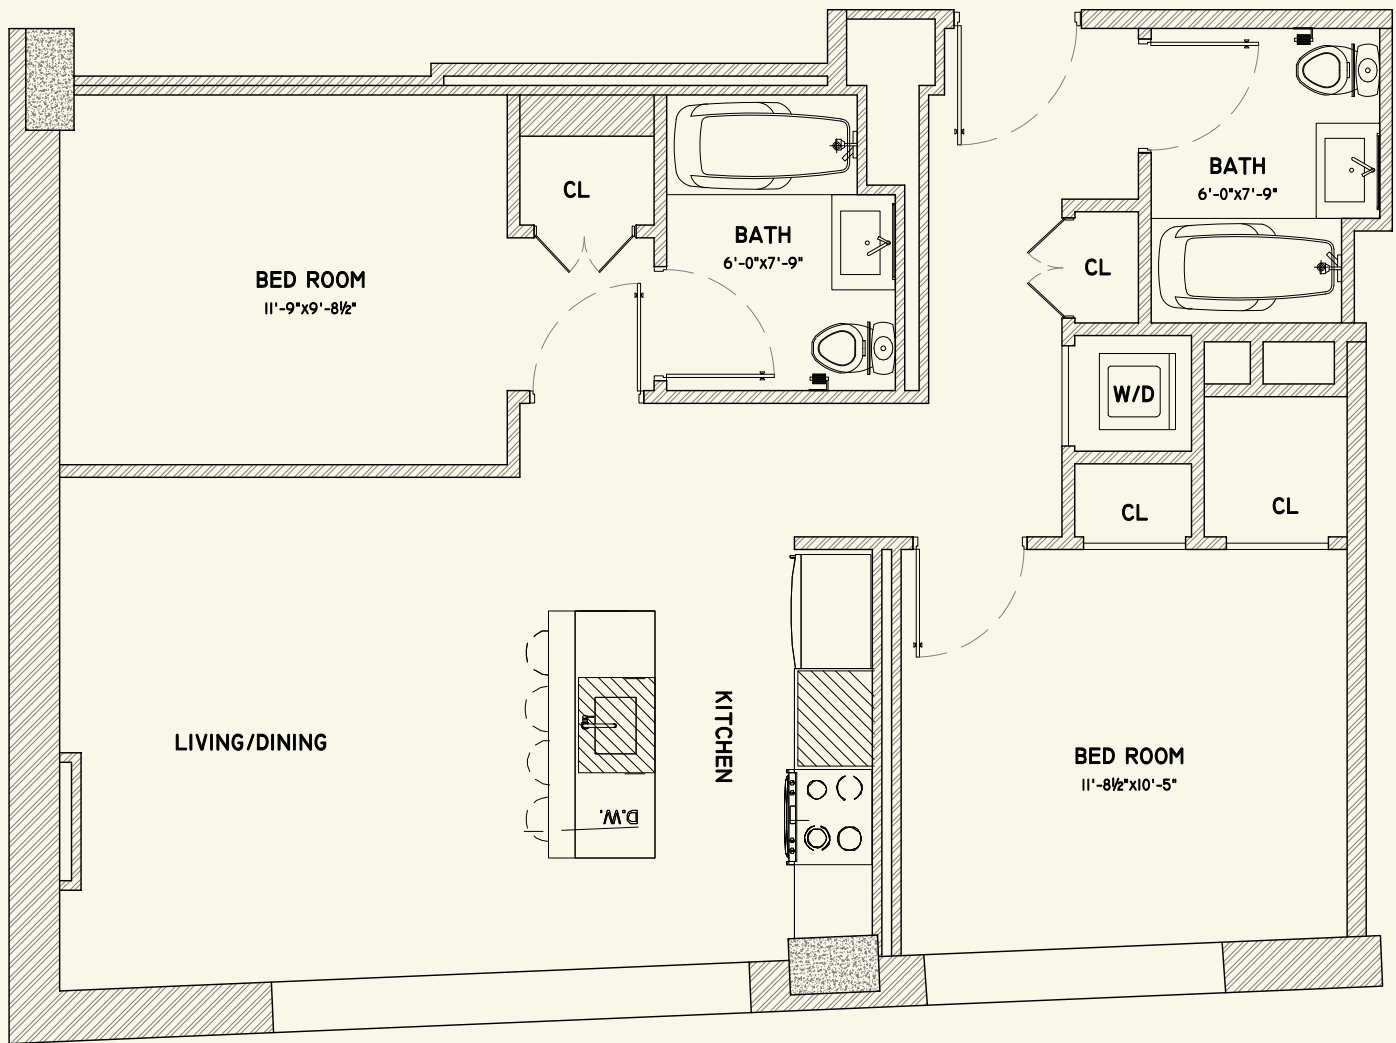 BATH
6'-0"x7'-9"
CL
BATH
6'-0"x7'-9"
CL
BED ROOM
11'-9"x9'-8½"
W/D
CL
CL
LIVING/DINING
KITCHEN
D.W.
BED ROOM
11'-8½"x10'-5"